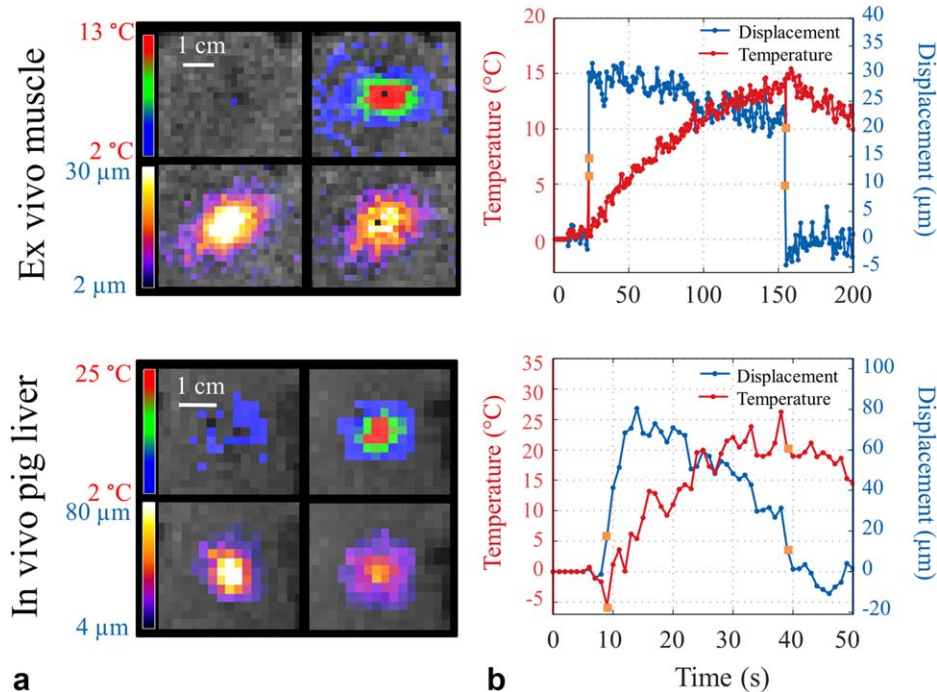 Ex vivo muscle
13 °C
1 cm
2 °C
30 µm
2 µm
In vivo pig liver
25 °C
1 cm
2 °C
80 µm
4 µm
a
Temperature (°C)
20
15
10
5
0
Displacement
Temperature
40
35
30
25
20
15
10
5
0
-5
Displacement (µm)
0 50 100 150 200
Temperature (°C)
35
30
25
20
15
10
5
0
-5
Displacement
Temperature
100
80
60
40
20
0
-20
Displacement (µm)
0 10 20 30 40 50
Time (s)
b